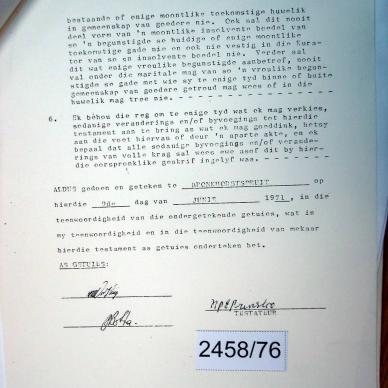 bestaande of enige moontlike toekomstige huwelik
in gemeenskap van goedere nie. Ook sal dit nooit
deel vorm van 'n moontlike insolvente boedel van
so 'n begunstigde se huidige of enige moontlike
toekomstige gade nie en ook nie vestig in die Kura-
tor van so 'n insolvente boedel nie. Verder sal
dit wat enige vroulike begunstigde aanbetref, nooit
val onder die maritale mag van so 'n vroulike begun-
stigde se gade met wie sy te enige tyd binne of buite
gemeenskap van goedere getroud mag wees of in die
huwelik mag tree nie. - - - - - - - - - - - - - - - -
6. Ek behou die reg om te enige tyd wat ek mag verkies,
sodanige veranderings en/of byvoegings tot hierdie
testament aan te bring as wat ek mag goeddink, hetsy
aan die voet hiervan of deur 'n aparte akte, en ek
bepaal dat alle sodanige byvoegings en/of verande-
rings van volle krag sal wees asof dit by hier-
die oorspronklike geskrif ingelyf was. - - - - - - -
ALDUS gedoen en geteken te BRONKHORSTSPRUIT op
hierdie 2de dag van JUNIE 1971, in die
teenwoordigheid van die ondergetekende getuies, wat in
my teenwoordigheid en in die teenwoordigheid van mekaar
hierdie testament as getuies onderteken het.
AS GETUIES:
TESTATEUR
2458/76